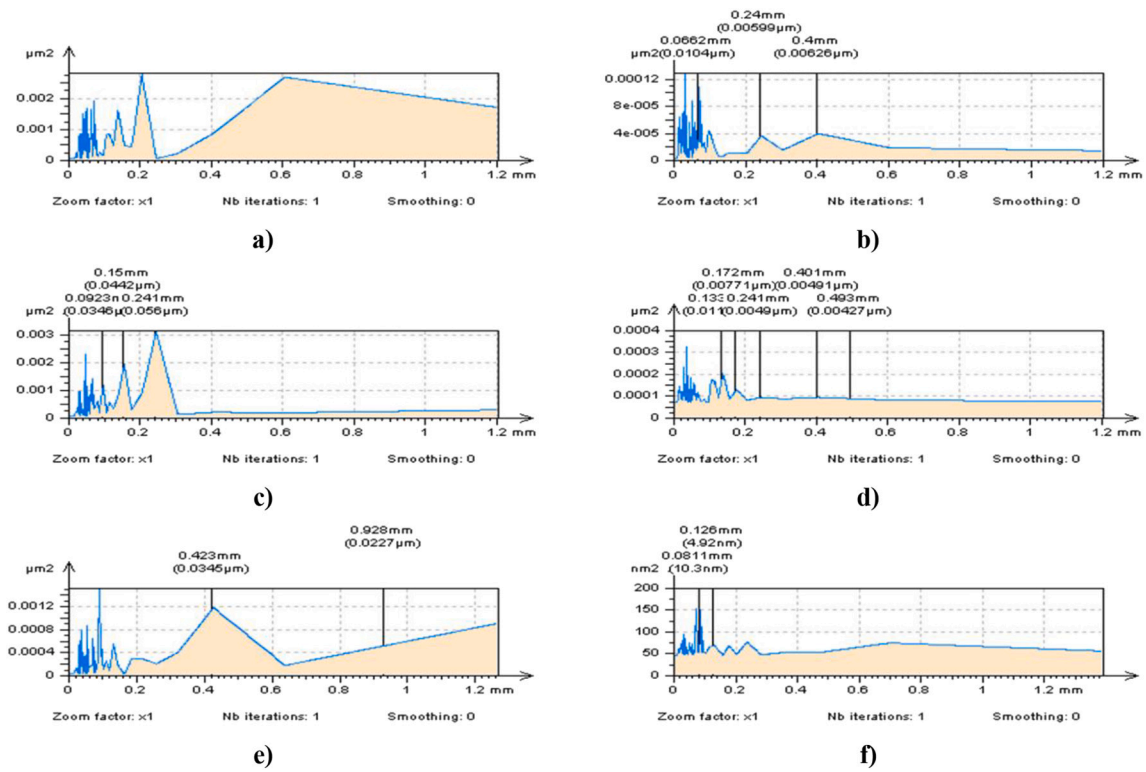 µm2
0.002
0.001
0
0 0.2 0.4 0.6 0.8 1 1.2 mm
Zoom factor: x1 Nb iterations: 1 Smoothing: 0
a)
0.24mm
(0.00599µm)
0.0662mm 0.4mm
µm2(0.0104µm) (0.00626µm)
0.00012
8e-005
4e-005
0
0 0.2 0.4 0.6 0.8 1 1.2 mm
Zoom factor: x1 Nb iterations: 1 Smoothing: 0
b)
0.15mm
(0.0442µm)
0.0923 0.241mm
µm2 (0.0346µ (0.056µm)
0.003
0.002
0.001
0
0 0.2 0.4 0.6 0.8 1 1.2 mm
Zoom factor: x1 Nb iterations: 1 Smoothing: 0
c)
0.172mm 0.401mm
(0.00771µm)(0.00491µm)
0.133 0.241mm 0.493mm
µm2 (0.011 (0.0049µm) (0.00427µm)
0.0004
0.0003
0.0002
0.0001
0
0 0.2 0.4 0.6 0.8 1 1.2 mm
Zoom factor: x1 Nb iterations: 1 Smoothing: 0
d)
0.928mm
(0.0227µm)
0.423mm
µm2 (0.0345µm)
0.0012
0.0008
0.0004
0
0 0.2 0.4 0.6 0.8 1 1.2 mm
Zoom factor: x1 Nb iterations: 1 Smoothing: 0
e)
0.126mm
(4.92nm)
0.0811mm
nm2 (10.3nm)
200
150
100
50
0
0 0.2 0.4 0.6 0.8 1 1.2 mm
Zoom factor: x1 Nb iterations: 1 Smoothing: 0
f)